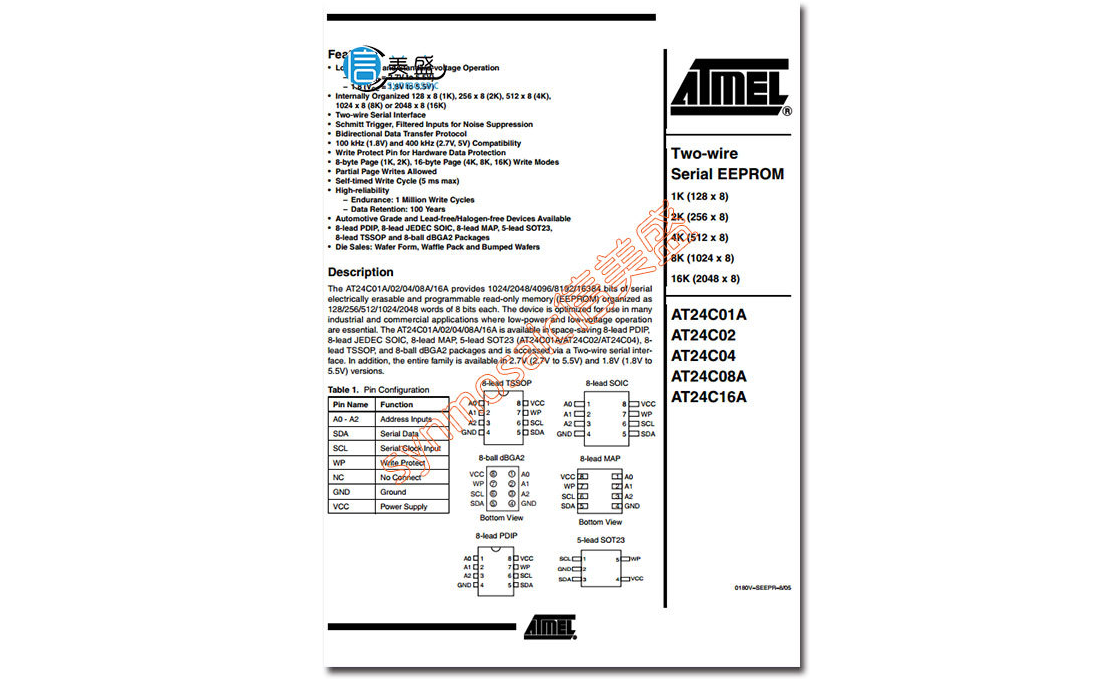 Fea
信美盛
• Lo and Standard-voltage Operation
– 2.7 (V = 2.7V to 5.5V)
– 1.8 (V = 1.8V to 5.5V)
• Internally Organized 128 x 8 (1K), 256 x 8 (2K), 512 x 8 (4K),
1024 x 8 (8K) or 2048 x 8 (16K)
• Two-wire Serial Interface
• Schmitt Trigger, Filtered Inputs for Noise Suppression
• Bidirectional Data Transfer Protocol
• 100 kHz (1.8V) and 400 kHz (2.7V, 5V) Compatibility
• Write Protect Pin for Hardware Data Protection
• 8-byte Page (1K, 2K), 16-byte Page (4K, 8K, 16K) Write Modes
• Partial Page Writes Allowed
• Self-timed Write Cycle (5 ms max)
• High-reliability
– Endurance: 1 Million Write Cycles
– Data Retention: 100 Years
• Automotive Grade and Lead-free/Halogen-free Devices Available
• 8-lead PDIP, 8-lead JEDEC SOIC, 8-lead MAP, 5-lead SOT23,
8-lead TSSOP and 8-ball dBGA2 Packages
• Die Sales: Wafer Form, Waffle Pack and Bumped Wafers
Description
The AT24C01A/02/04/08A/16A provides 1024/2048/4096/8192/16384 bits of serial
electrically erasable and programmable read-only memory (EEPROM) organized as
128/256/512/1024/2048 words of 8 bits each. The device is optimized for use in many
industrial and commercial applications where low-power and low-voltage operation
are essential. The AT24C01A/02/04/08A/16A is available in space-saving 8-lead PDIP,
8-lead JEDEC SOIC, 8-lead MAP, 5-lead SOT23 (AT24C01A/AT24C02/AT24C04), 8-
lead TSSOP, and 8-ball dBGA2 packages and is accessed via a Two-wire serial inter-
face. In addition, the entire family is available in 2.7V (2.7V to 5.5V) and 1.8V (1.8V to
5.5V) versions.
Table 1. Pin Configuration
Pin Name Function
A0 - A2 Address Inputs
SDA Serial Data
SCL Serial Clock Input
WP Write Protect
NC No Connect
GND Ground
VCC Power Supply
8-lead TSSOP
A0 1 8 VCC
A1 2 7 WP
A2 3 6 SCL
GND 4 5 SDA
8-lead SOIC
A0 1 8 VCC
A1 2 7 WP
A2 3 6 SCL
GND 4 5 SDA
8-ball dBGA2
VCC 8 1 A0
WP 7 2 A1
SCL 6 3 A2
SDA 5 4 GND
Bottom View
8-lead MAP
VCC 8 1 A0
WP 7 2 A1
SCL 6 3 A2
SDA 5 4 GND
Bottom View
8-lead PDIP
A0 1 8 VCC
A1 2 7 WP
A2 3 6 SCL
GND 4 5 SDA
5-lead SOT23
SCL 1 5 WP
GND 2
SDA 3 4 VCC
synmosa|c信美盛
ATMEL®
Two-wire
Serial EEPROM
1K (128 x 8)
2K (256 x 8)
4K (512 x 8)
8K (1024 x 8)
16K (2048 x 8)
AT24C01A
AT24C02
AT24C04
AT24C08A
AT24C16A
0180V–SEEPR–6/05
ATMEL